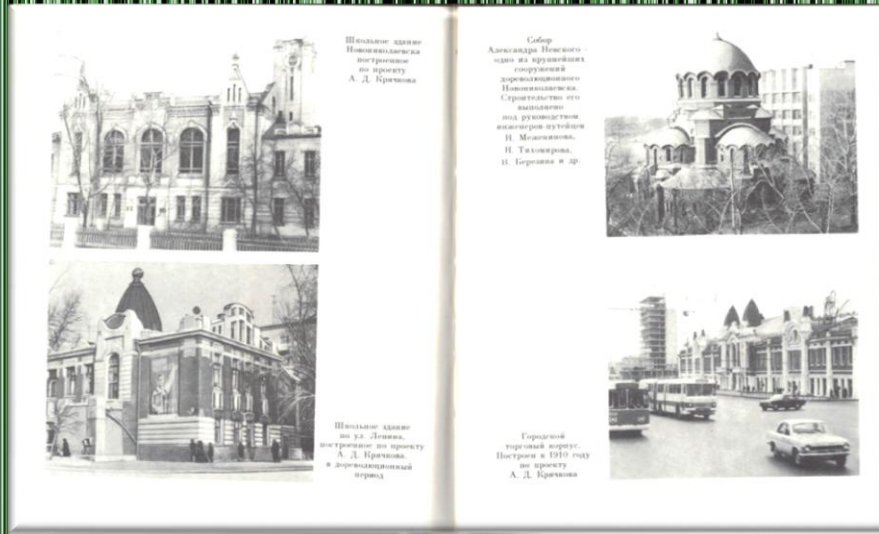 Школьное здание
Новониколаевска
построенное
по проекту
А. Д. Крячкова
Школьное здание
по ул. Ленина,
построенное по проекту
А. Д. Крячкова.
в дореволюционный
период
Собор
Александра Невского -
одно из крупнейших
сооружений
дореволюционного
Новониколаевска.
Строительство его
выполнено
под руководством
инженеров-путейцев
Н. Меженинова,
Н. Тихомирова,
В. Березина и др.
Городской
торговый корпус.
Построен в 1910 году
по проекту
А. Д. Крячкова